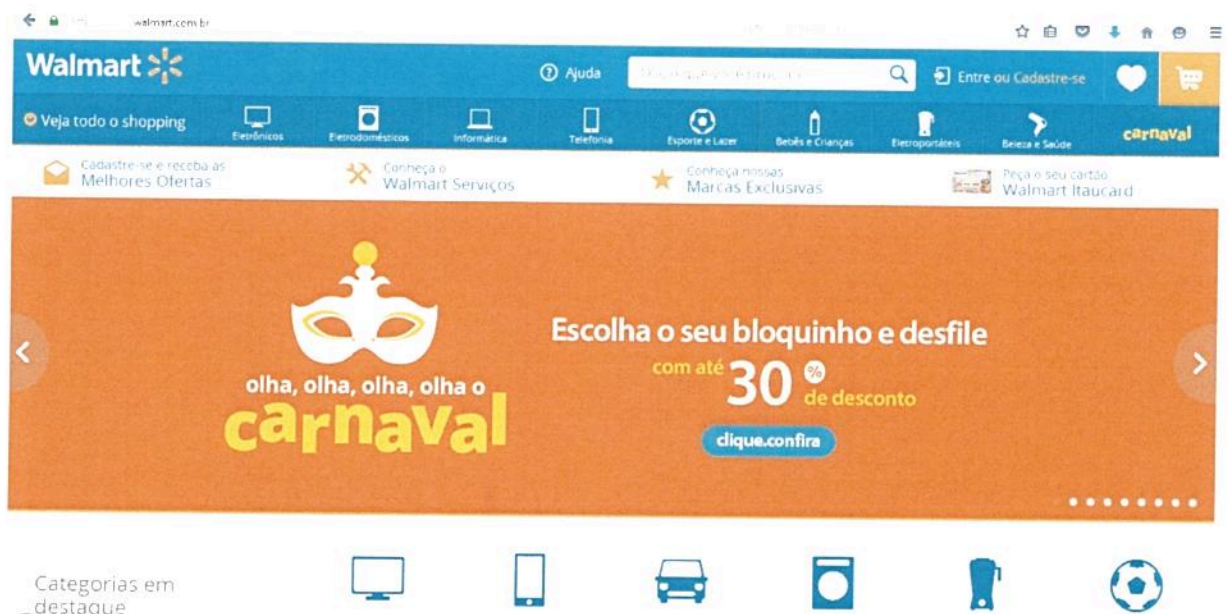 walmart.com.br
Walmart
Ajuda
Entre ou Cadastre-se
Veja todo o shopping
Eletrônicos
Eletrodomésticos
Informática
Telefonia
Esporte e Lazer
Bebês e Crianças
Eletroportáteis
Beleza e Saúde
carnaval
Cadastre-se e receba as
Melhores Ofertas
Conheça o
Walmart Serviços
Conheça nossas
Marcas Exclusivas
Peça o seu cartão
Walmart Itaucard
olha, olha, olha, olha o
carnaval
Escolha o seu bloquinho e desfile
com até 30 % de desconto
clique.confira
Categorias em
destaque